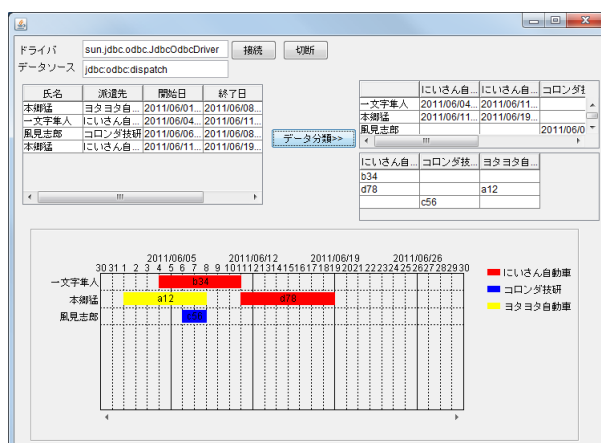 ドライバ sun.jdbc.odbc.JdbcOdbcDriver 接続 切断
データソース jdbc:odbc:dispatch
氏名 派遣先 開始日 終了日
本郷猛 ヨタヨタ自... 2011/06/01... 2011/06/08...
一文字隼人 にいさん自... 2011/06/04... 2011/06/11...
風見志郎 コロンダ技研 2011/06/06... 2011/06/08...
本郷猛 にいさん自... 2011/06/11... 2011/06/19...
データ分類>>
にいさん自... にいさん自... コロンダ技
一文字隼人 2011/06/04... 2011/06/11...
本郷猛 2011/06/11... 2011/06/19...
風見志郎 2011/06/0
にいさん自... コロンダ技... ヨタヨタ自...
b34
d78 a12
c56
2011/06/05 2011/06/12 2011/06/19 2011/06/26
30 31 1 2 3 4 5 6 7 8 9 10 11 12 13 14 15 16 17 18 19 20 21 22 23 24 25 26 27 28 29 30
一文字隼人 b34
本郷猛 a12 d78
風見志郎 c56
にいさん自動車
コロンダ技研
ヨタヨタ自動車